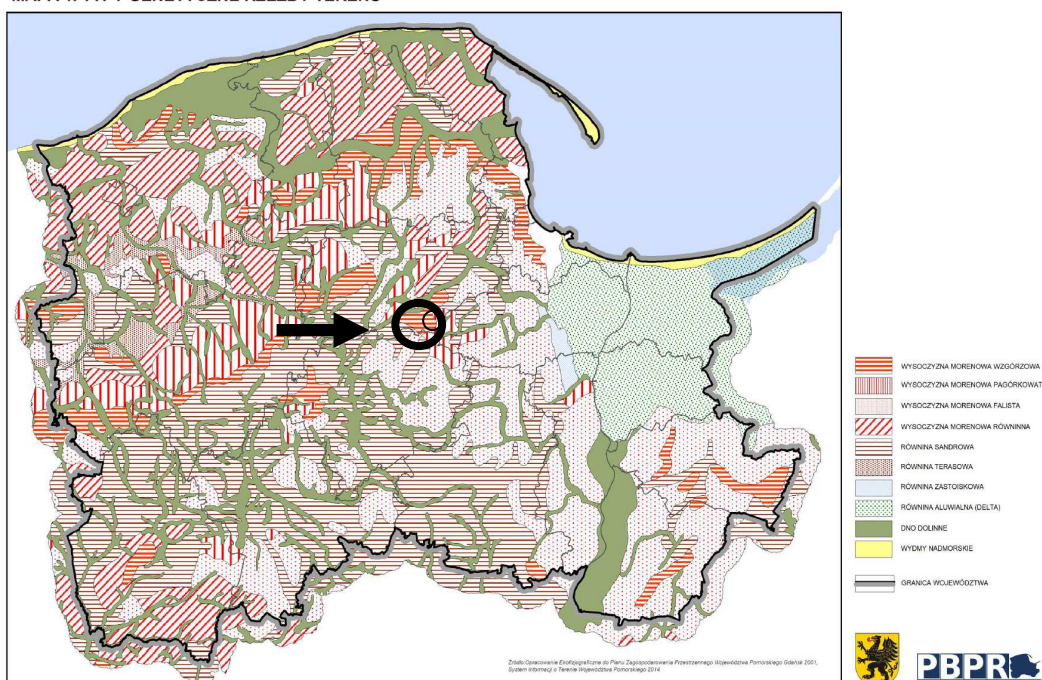 WYSOCZYZNA MORENOWA WZGÓRZOWA
WYSOCZYZNA MORENOWA PAGÓRKOWAT
WYSOCZYZNA MORENOWA FALISTA
WYSOCZYZNA MORENOWA RÓWNINNA
RÓWNINA SANDROWA
RÓWNINA TERASOWA
RÓWNINA ZASTOISKOWA
RÓWNINA ALUWIALNA (DELTA)
DNO DOLINNE
WYDMY NADMORSKIE
GRANICA WOJEWÓDZTWA
Źródło: Opracowanie Ekofizjograficzne do Planu Zagospodarowania Przestrzennego Województwa Pomorskiego Gdańsk 2001,
System Informacji o Terenie Województwa Pomorskiego 2014
PBPR